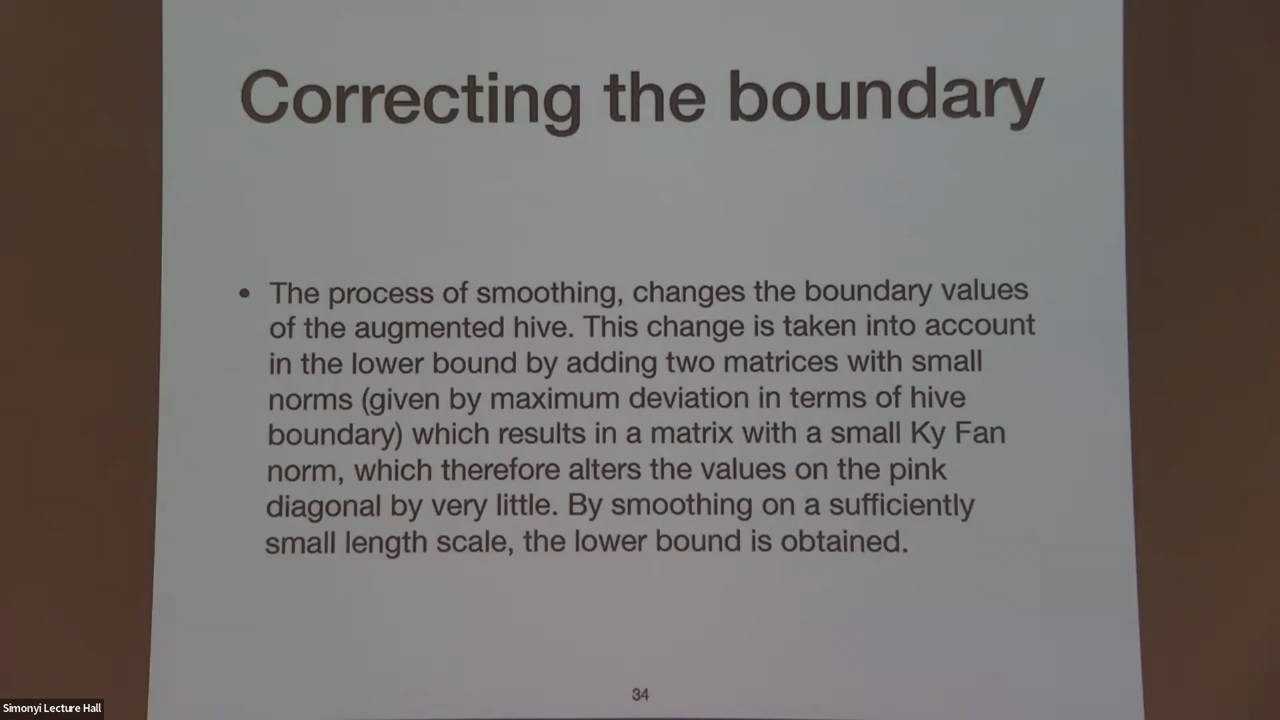 Correcting the boundary
• The process of smoothing, changes the boundary values
of the augmented hive. This change is taken into account
in the lower bound by adding two matrices with small
norms (given by maximum deviation in terms of hive
boundary) which results in a matrix with a small Ky Fan
norm, which therefore alters the values on the pink
diagonal by very little. By smoothing on a sufficiently
small length scale, the lower bound is obtained.
34
Simonyi Lecture Hall